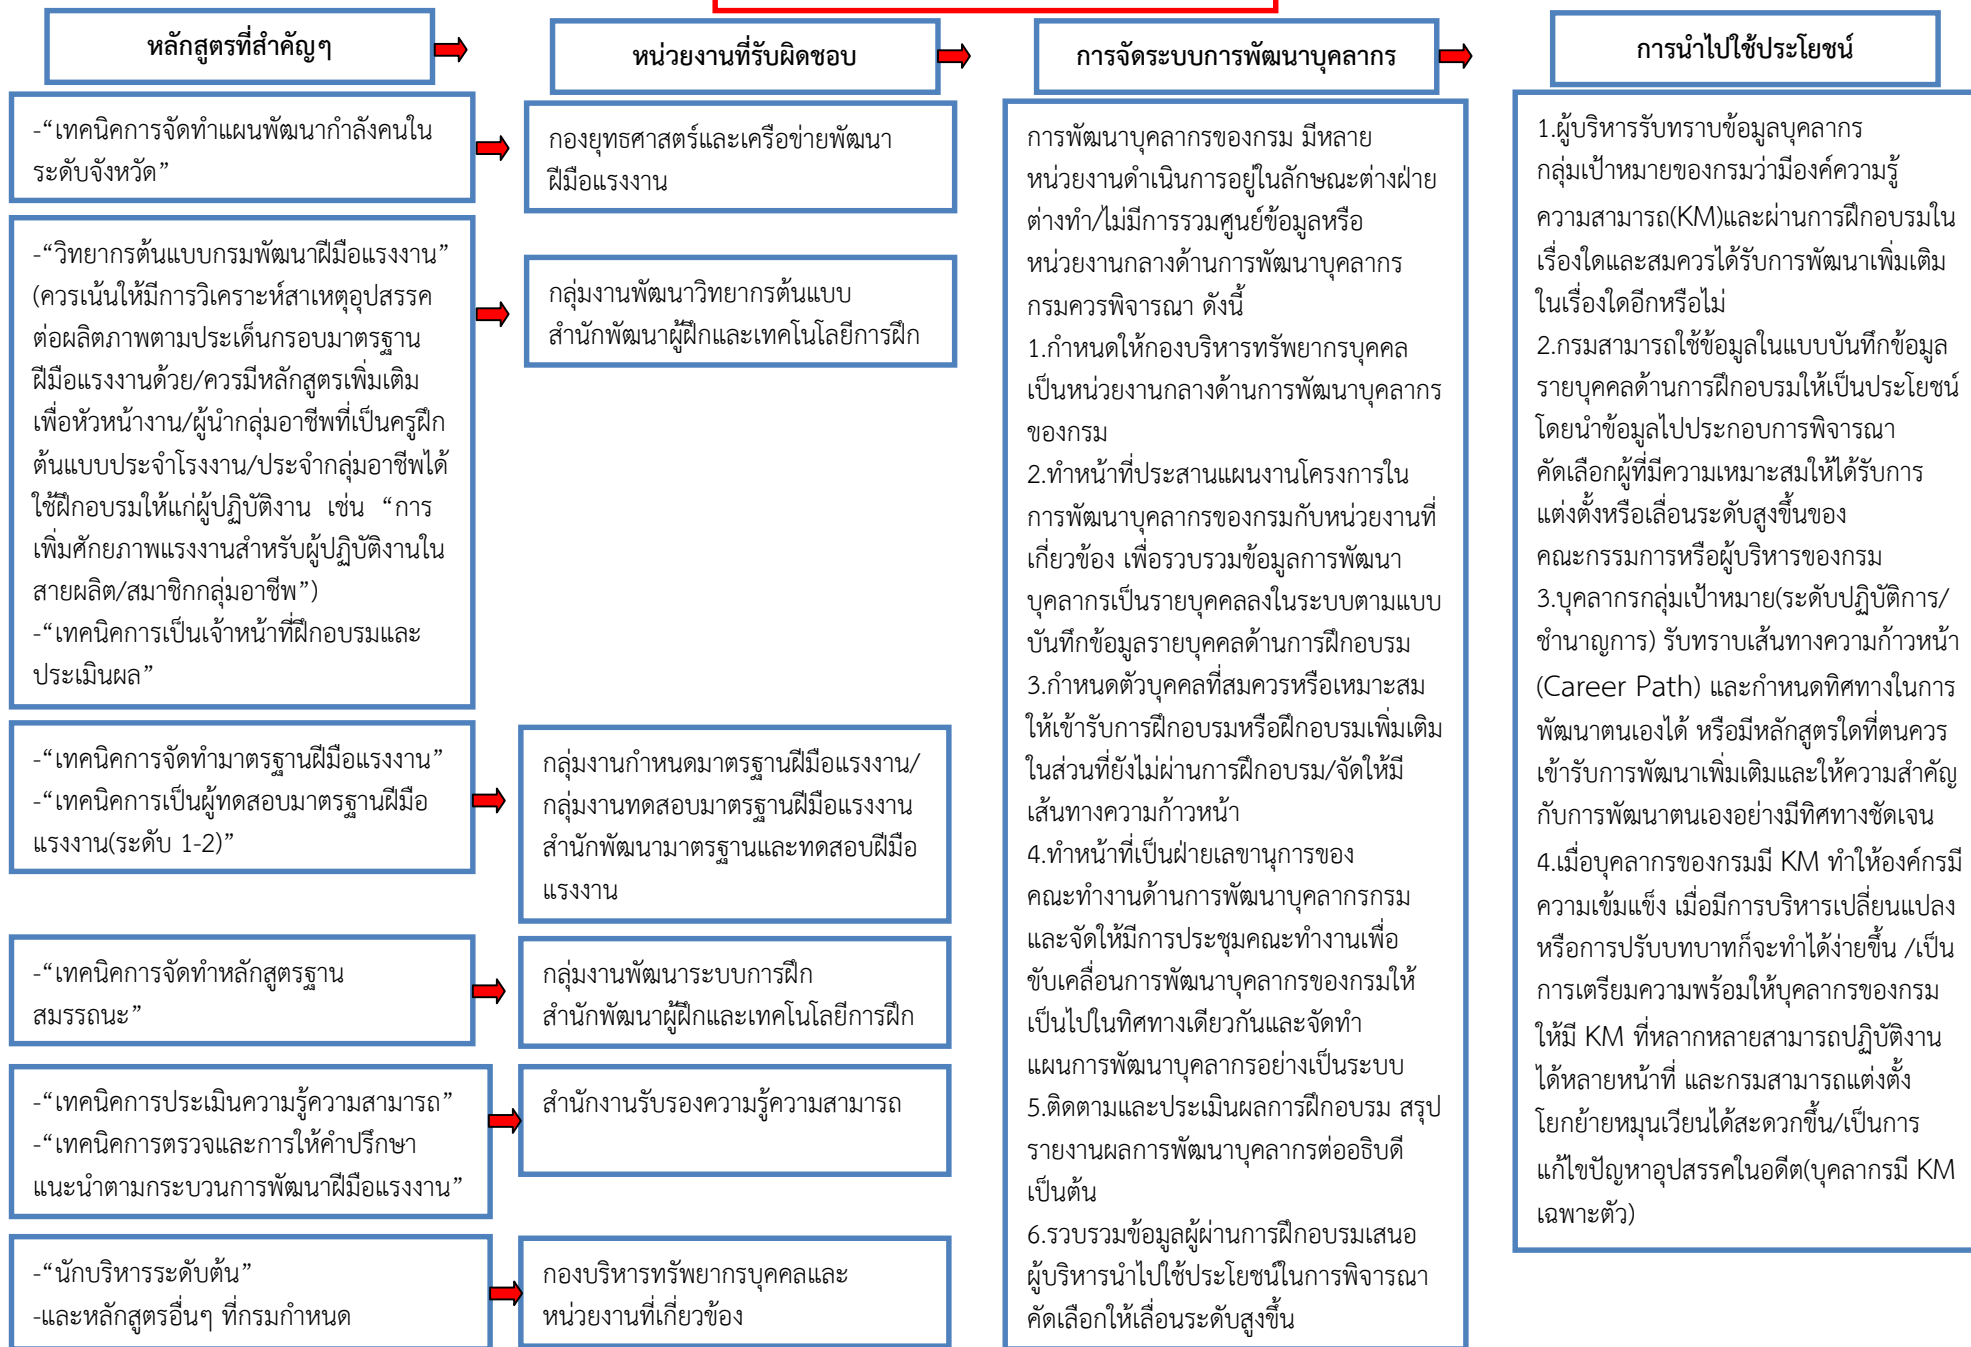 หลักสูตรที่สำคัญๆ
หน่วยงานที่รับผิดชอบ
การจัดระบบการพัฒนาบุคลากร
การนำไปใช้ประโยชน์
-“เทคนิคการจัดทำแผนพัฒนากำลังคนใน
ระดับจังหวัด”
-“วิทยากรต้นแบบกรมพัฒนาฝีมือแรงงาน”
(ควรเน้นให้มีการวิเคราะห์สาเหตุอุปสรรค
ต่อผลิตภาพตามประเด็นกรอบมาตรฐาน
ฝีมือแรงงานด้วย/ควรมีหลักสูตรเพิ่มเติม
เพื่อหัวหน้างาน/ผู้นำกลุ่มอาชีพที่เป็นครูฝึก
ต้นแบบประจำโรงงาน/ประจำกลุ่มอาชีพได้
ใช้ฝึกอบรมให้แก่ผู้ปฏิบัติงาน เช่น “การ
เพิ่มศักยภาพแรงงานสำหรับผู้ปฏิบัติงานใน
สายผลิต/สมาชิกกลุ่มอาชีพ”)
-“เทคนิคการเป็นเจ้าหน้าที่ฝึกอบรมและ
ประเมินผล”
-“เทคนิคการจัดทำมาตรฐานฝีมือแรงงาน”
-“เทคนิคการเป็นผู้ทดสอบมาตรฐานฝีมือ
แรงงาน(ระดับ 1-2)”
-“เทคนิคการจัดทำหลักสูตรฐาน
สมรรถนะ”
-“เทคนิคการประเมินความรู้ความสามารถ”
-“เทคนิคการตรวจและการให้คำปรึกษา
แนะนำตามกระบวนการพัฒนาฝีมือแรงงาน”
-“นักบริหารระดับต้น”
-และหลักสูตรอื่นๆ ที่กรมกำหนด
กองยุทธศาสตร์และเครือข่ายพัฒนา
ฝีมือแรงงาน
กลุ่มงานพัฒนาวิทยากรต้นแบบ
สำนักพัฒนาผู้ฝึกและเทคโนโลยีการฝึก
กลุ่มงานกำหนดมาตรฐานฝีมือแรงงาน/
กลุ่มงานทดสอบมาตรฐานฝีมือแรงงาน
สำนักพัฒนามาตรฐานและทดสอบฝีมือ
แรงงาน
กลุ่มงานพัฒนาระบบการฝึก
สำนักพัฒนาผู้ฝึกและเทคโนโลยีการฝึก
สำนักงานรับรองความรู้ความสามารถ
กองบริหารทรัพยากรบุคคลและ
หน่วยงานที่เกี่ยวข้อง
การพัฒนาบุคลากรของกรม มีหลาย
หน่วยงานดำเนินการอยู่ในลักษณะต่างฝ่าย
ต่างทำ/ไม่มีการรวมศูนย์ข้อมูลหรือ
หน่วยงานกลางด้านการพัฒนาบุคลากร
กรมควรพิจารณา ดังนี้
1.กำหนดให้กองบริหารทรัพยากรบุคคล
เป็นหน่วยงานกลางด้านการพัฒนาบุคลากร
ของกรม
2.ทำหน้าที่ประสานแผนงานโครงการใน
การพัฒนาบุคลากรของกรมกับหน่วยงานที่
เกี่ยวข้อง เพื่อรวบรวมข้อมูลการพัฒนา
บุคลากรเป็นรายบุคคลลงในระบบตามแบบ
บันทึกข้อมูลรายบุคคลด้านการฝึกอบรม
3.กำหนดตัวบุคคลที่สมควรหรือเหมาะสม
ให้เข้ารับการฝึกอบรมหรือฝึกอบรมเพิ่มเติม
ในส่วนที่ยังไม่ผ่านการฝึกอบรม/จัดให้มี
เส้นทางความก้าวหน้า
4.ทำหน้าที่เป็นฝ่ายเลขานุการของ
คณะทำงานด้านการพัฒนาบุคลากรกรม
และจัดให้มีการประชุมคณะทำงานเพื่อ
ขับเคลื่อนการพัฒนาบุคลากรของกรมให้
เป็นไปในทิศทางเดียวกันและจัดทำ
แผนการพัฒนาบุคลากรอย่างเป็นระบบ
5.ติดตามและประเมินผลการฝึกอบรม สรุป
รายงานผลการพัฒนาบุคลากรต่ออธิบดี
เป็นต้น
6.รวบรวมข้อมูลผู้ผ่านการฝึกอบรมเสนอ
ผู้บริหารนำไปใช้ประโยชน์ในการพิจารณา
คัดเลือกให้เลื่อนระดับสูงขึ้น
1.ผู้บริหารรับทราบข้อมูลบุคลากร
กลุ่มเป้าหมายของกรมว่ามีองค์ความรู้
ความสามารถ(KM)และผ่านการฝึกอบรมใน
เรื่องใดและสมควรได้รับการพัฒนาเพิ่มเติม
ในเรื่องใดอีกหรือไม่
2.กรมสามารถใช้ข้อมูลในแบบบันทึกข้อมูล
รายบุคคลด้านการฝึกอบรมให้เป็นประโยชน์
โดยนำข้อมูลไปประกอบการพิจารณา
คัดเลือกผู้ที่มีความเหมาะสมให้ได้รับการ
แต่งตั้งหรือเลื่อนระดับสูงขึ้นของ
คณะกรรมการหรือผู้บริหารของกรม
3.บุคลากรกลุ่มเป้าหมาย(ระดับปฏิบัติการ/
ชำนาญการ) รับทราบเส้นทางความก้าวหน้า
(Career Path) และกำหนดทิศทางในการ
พัฒนาตนเองได้ หรือมีหลักสูตรใดที่ตนควร
เข้ารับการพัฒนาเพิ่มเติมและให้ความสำคัญ
กับการพัฒนาตนเองอย่างมีทิศทางชัดเจน
4.เมื่อบุคลากรของกรมมี KM ทำให้องค์กรมี
ความเข้มแข็ง เมื่อมีการบริหารเปลี่ยนแปลง
หรือการปรับบทบาทก็จะทำได้ง่ายขึ้น /เป็น
การเตรียมความพร้อมให้บุคลากรของกรม
ให้มี KM ที่หลากหลายสามารถปฏิบัติงาน
ได้หลายหน้าที่ และกรมสามารถแต่งตั้ง
โยกย้ายหมุนเวียนได้สะดวกขึ้น/เป็นการ
แก้ไขปัญหาอุปสรรคในอดีต(บุคลากรมี KM
เฉพาะตัว)